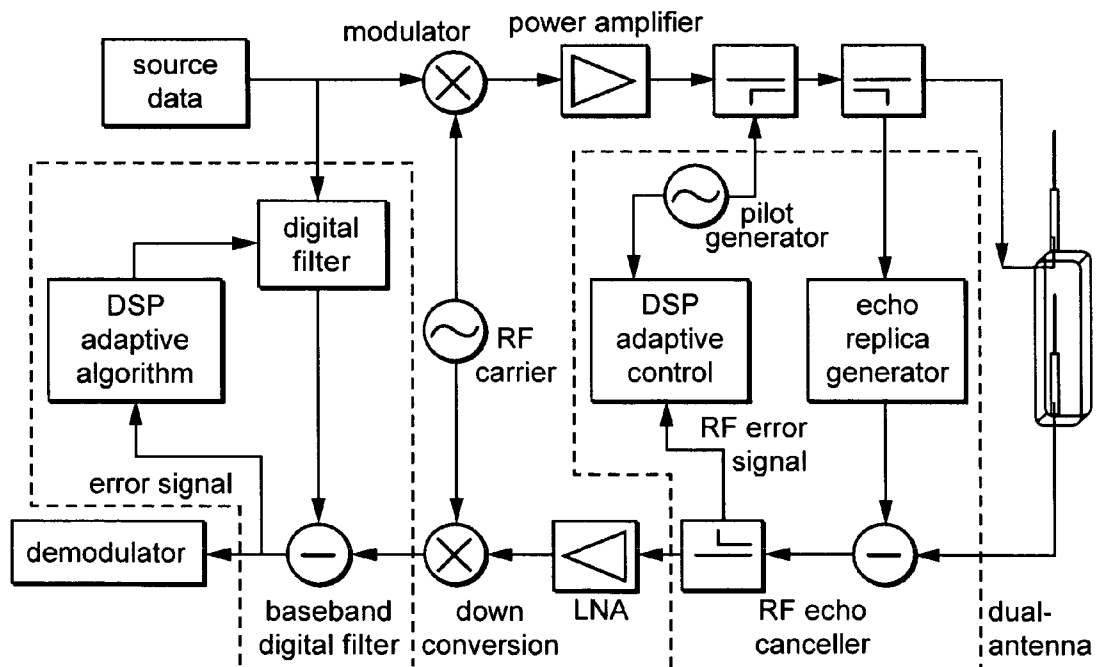 modulator
power amplifier
source
data
digital
filter
pilot
generator
DSP
adaptive
algorithm
RF
carrier
DSP
adaptive
control
echo
replica
generator
RF error
signal
error signal
demodulator
baseband
digital filter
down
conversion
LNA
RF echo
canceller
dual-
antenna